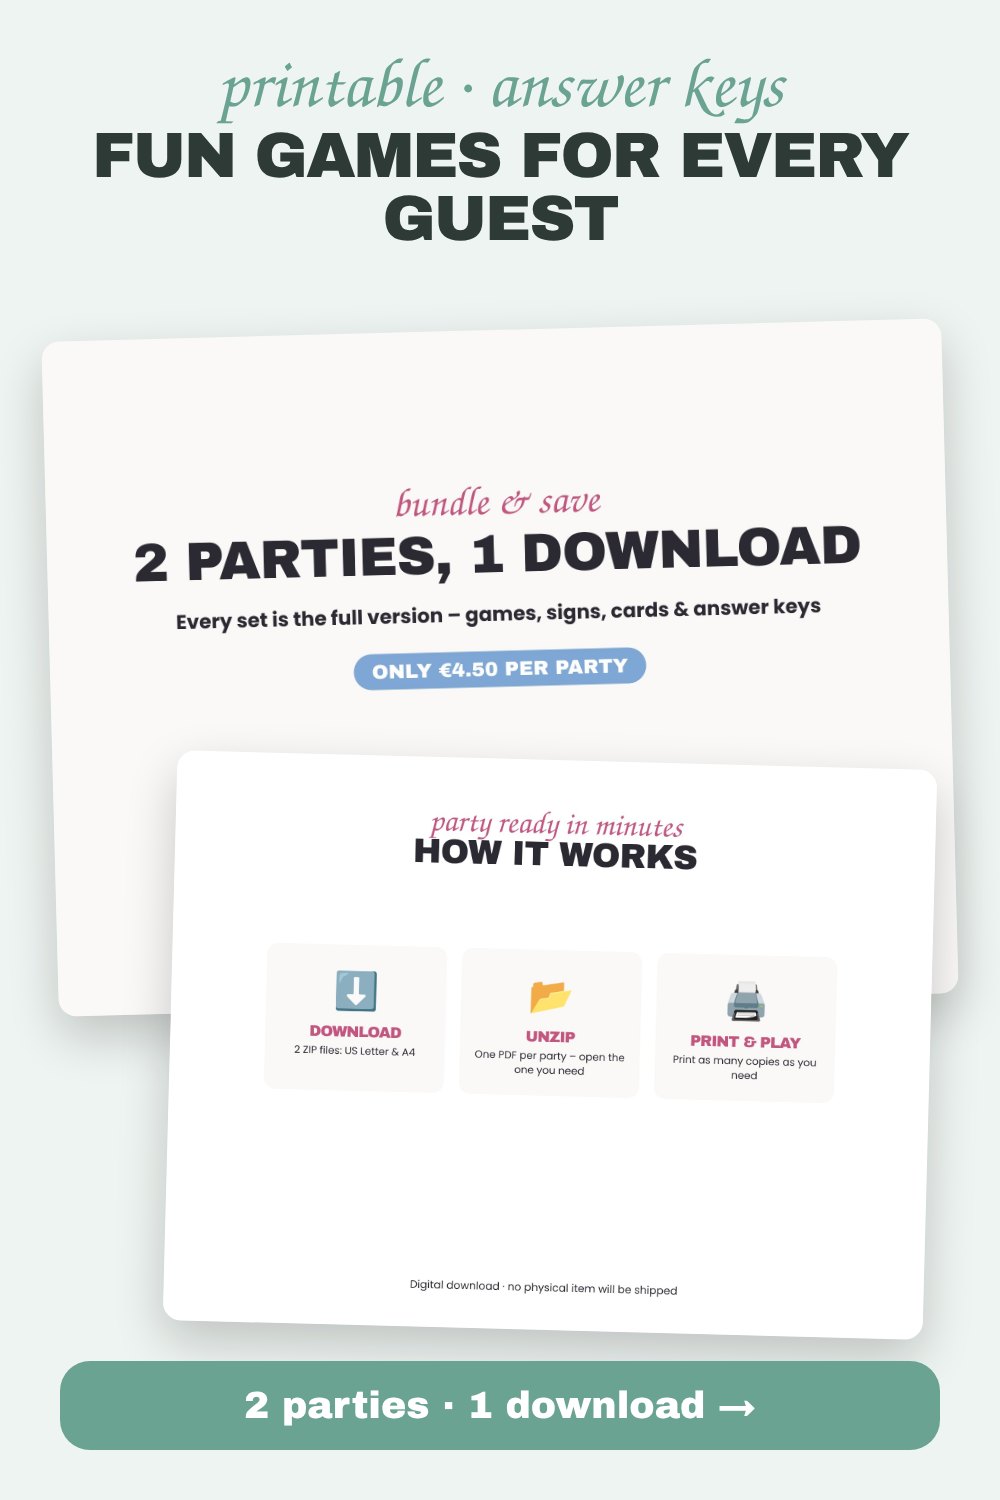 printable · answer keys
FUN GAMES FOR EVERY
GUEST
bundle & save
2 PARTIES, 1 DOWNLOAD
Every set is the full version – games, signs, cards & answer keys
ONLY €4.50 PER PARTY
party ready in minutes
HOW IT WORKS
DOWNLOAD
2 ZIP files: US Letter & A4
UNZIP
One PDF per party – open the
one you need
PRINT & PLAY
Print as many copies as you
need
Digital download · no physical item will be shipped
2 parties · 1 download →